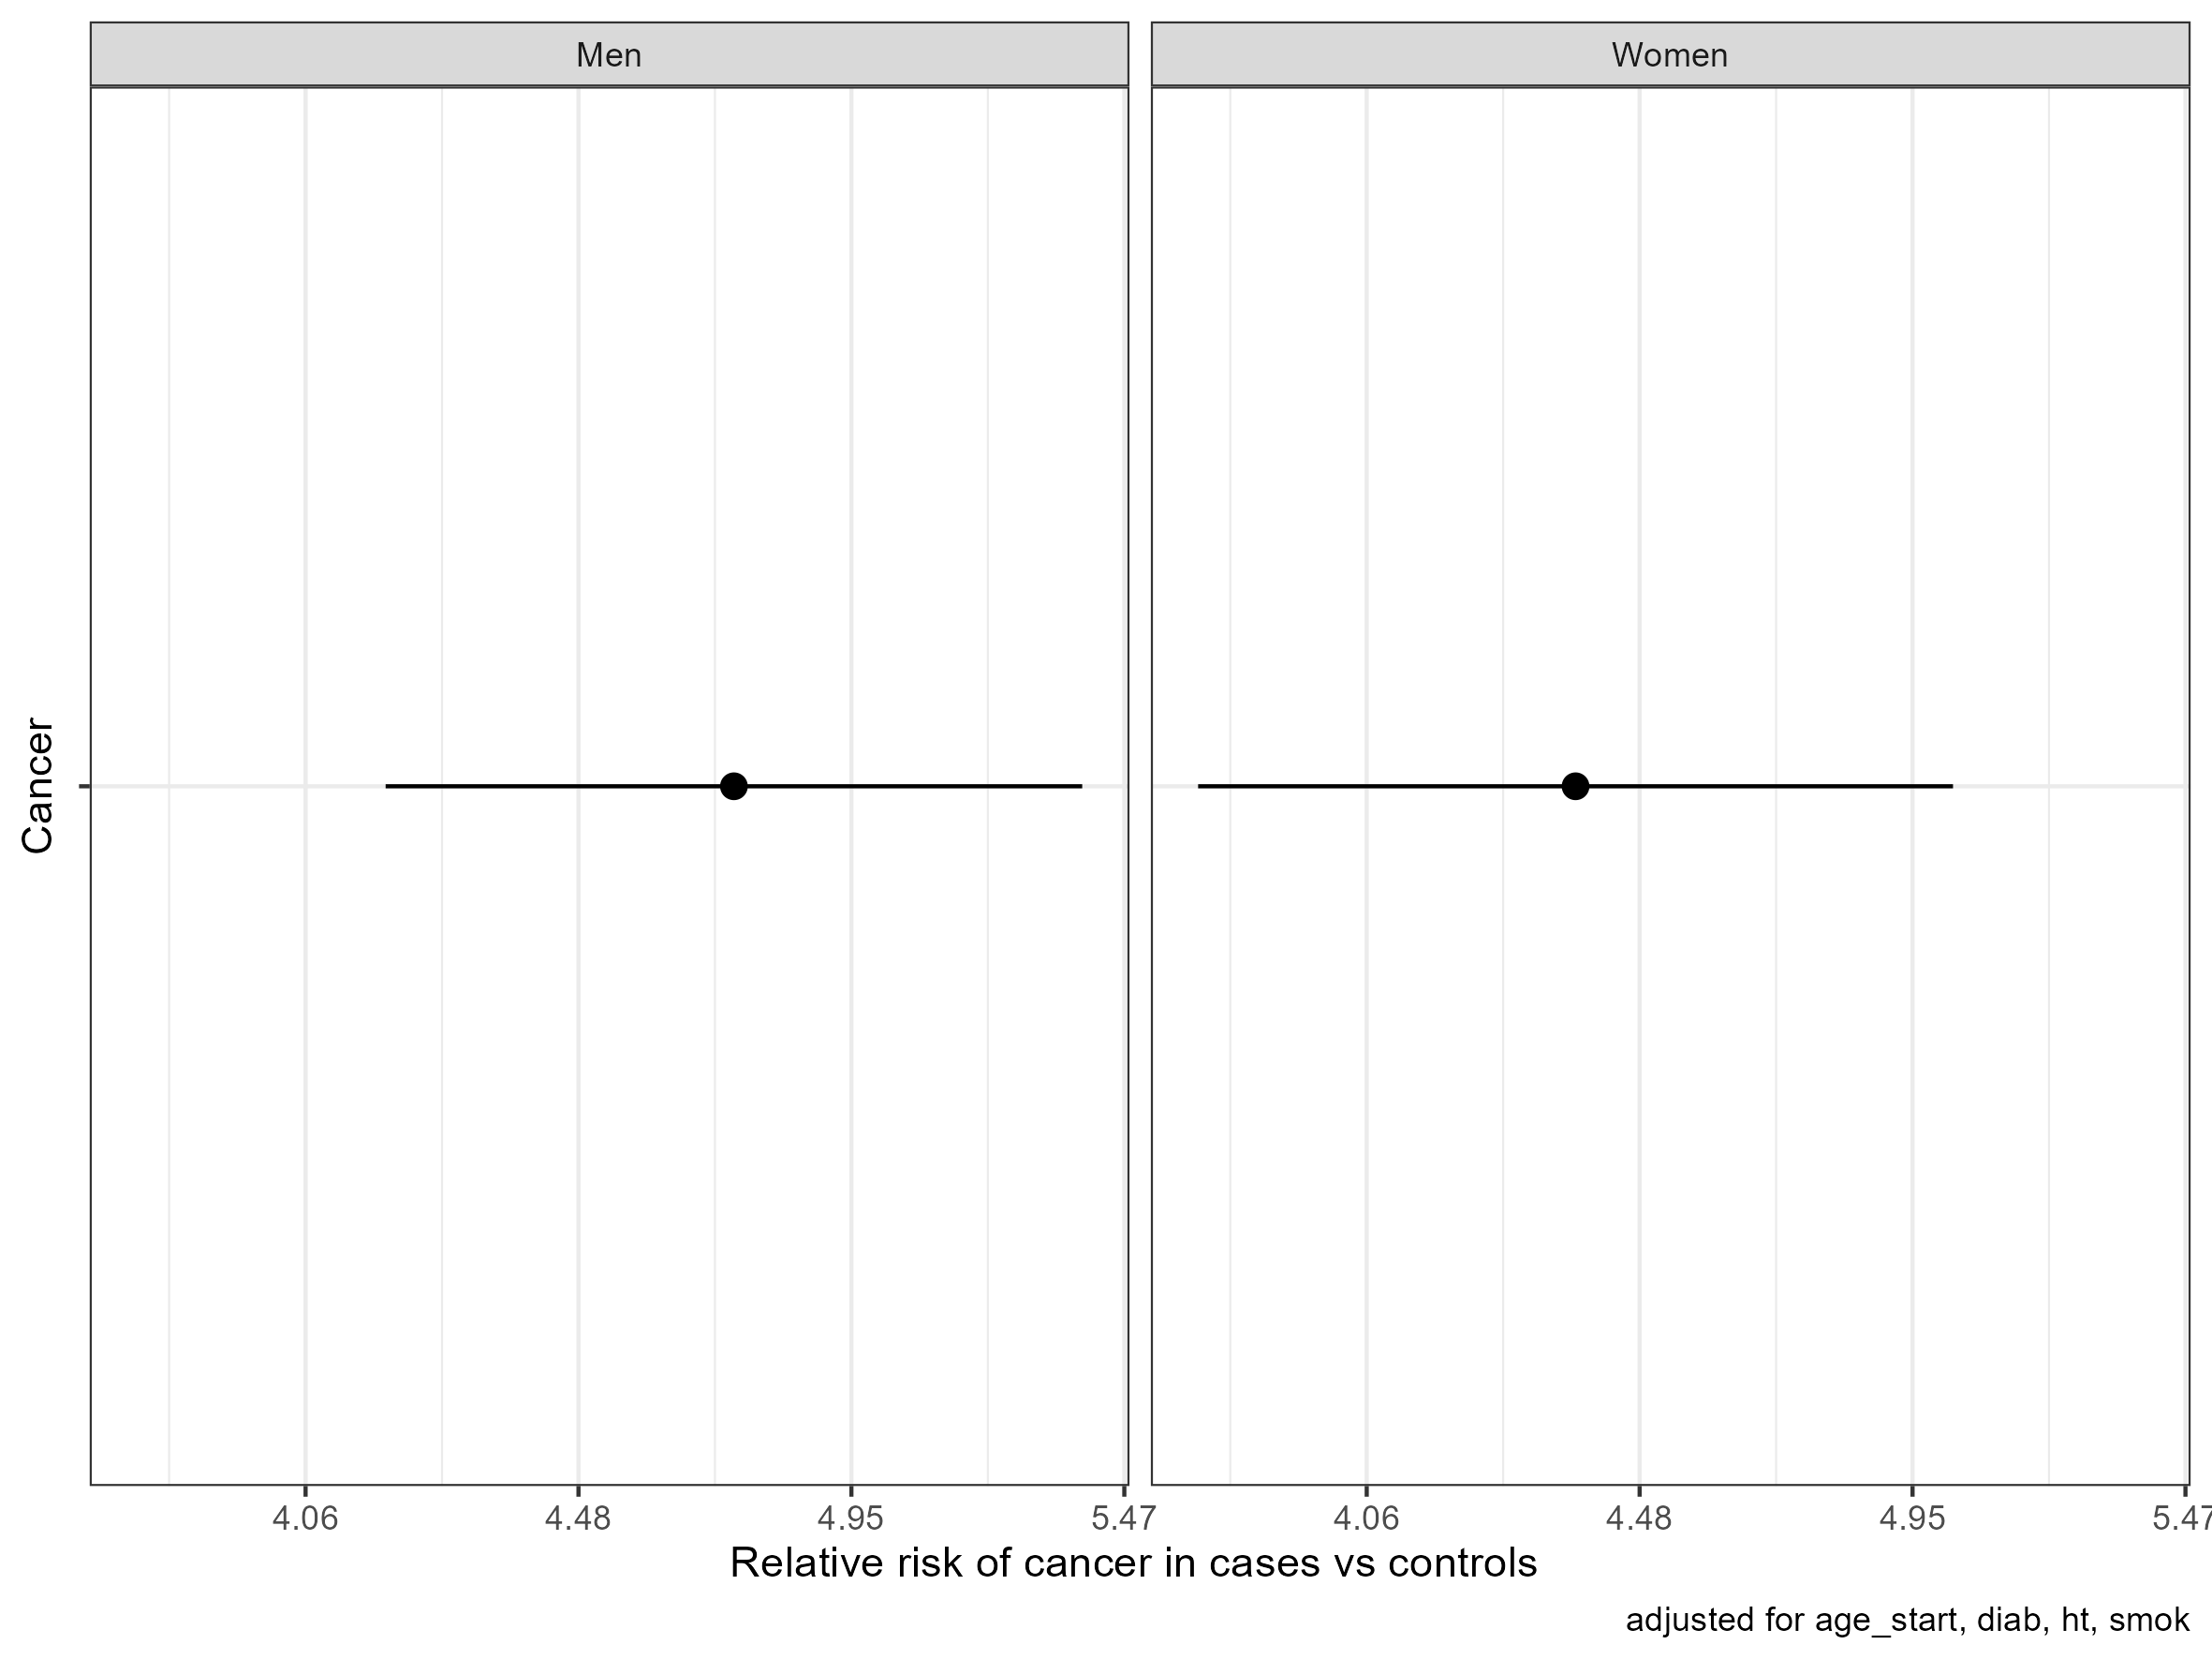 Men
Women
Cancer
4.06 4.48 4.95 5.47 4.06 4.48 4.95 5.47
Relative risk of cancer in cases vs controls
adjusted for age_start, diab, ht, smok